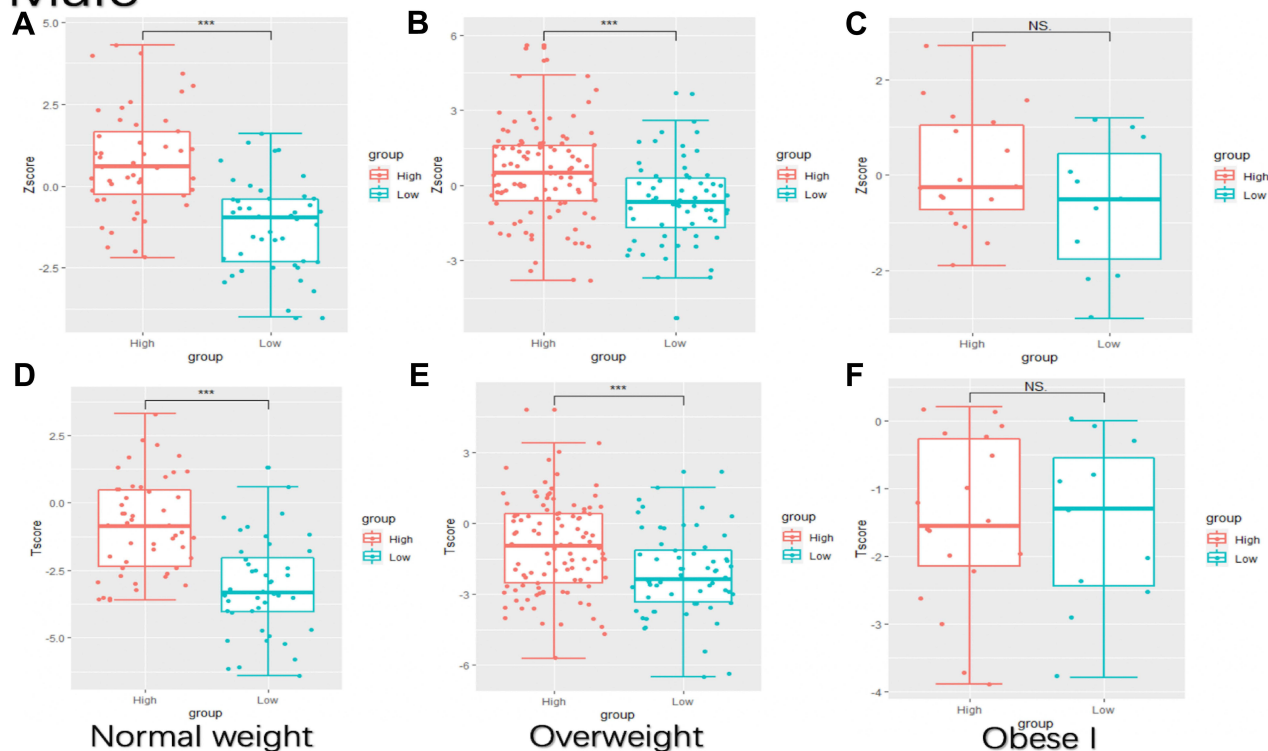 A
***
5.0
2.5
0.0
-2.5
Zscore
High
Low
group
group
High
Low
B
***
6
3
0
-3
Zscore
High
Low
group
group
High
Low
C
NS.
2
0
-2
Zscore
High
Low
group
group
High
Low
D
***
2.5
0.0
-2.5
-5.0
Tscore
High
Low
group
group
High
Low
Normal weight
E
***
3
0
-3
-6
Tscore
High
Low
group
group
High
Low
Overweight
F
NS.
0
-1
-2
-3
-4
Tscore
High
Low
group
group
High
Low
Obese I